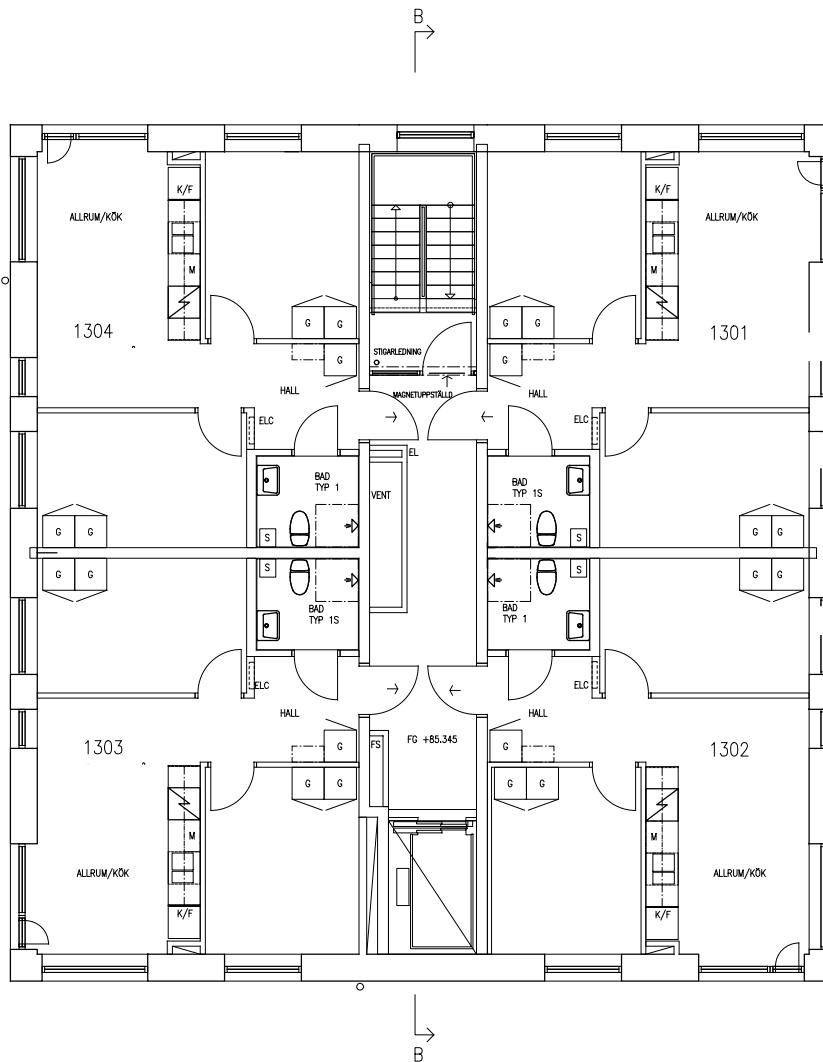 B
K/F K/F
ALLRUM/KÖK ALLRUM/KÖK
M M
G G G G
1304 1301
STIGARLEDNING
G G
HALL MAGNETUPPSTÄLLD HALL
ELC ELC
EL
BAD
TYP 1
BAD
TYP 1S
VENT
G G G G
S S
G G S S G G
BAD
TYP 1S
BAD
TYP 1
ELC ELC
HALL HALL
1303 FS FG +85.345 1302
G G
G G G G
M M
ALLRUM/KÖK ALLRUM/KÖK
K/F K/F
B